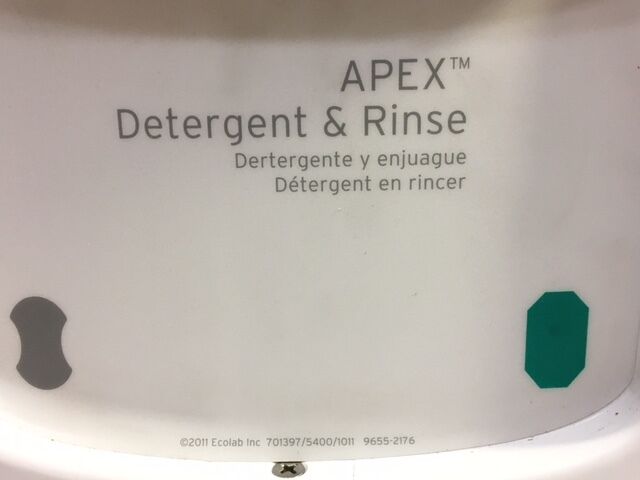 APEX™
Detergent & Rinse
Dertergente y enjuague
Détergent en rincer
©2011 Ecolab Inc 701397/5400/1011 9655-2176